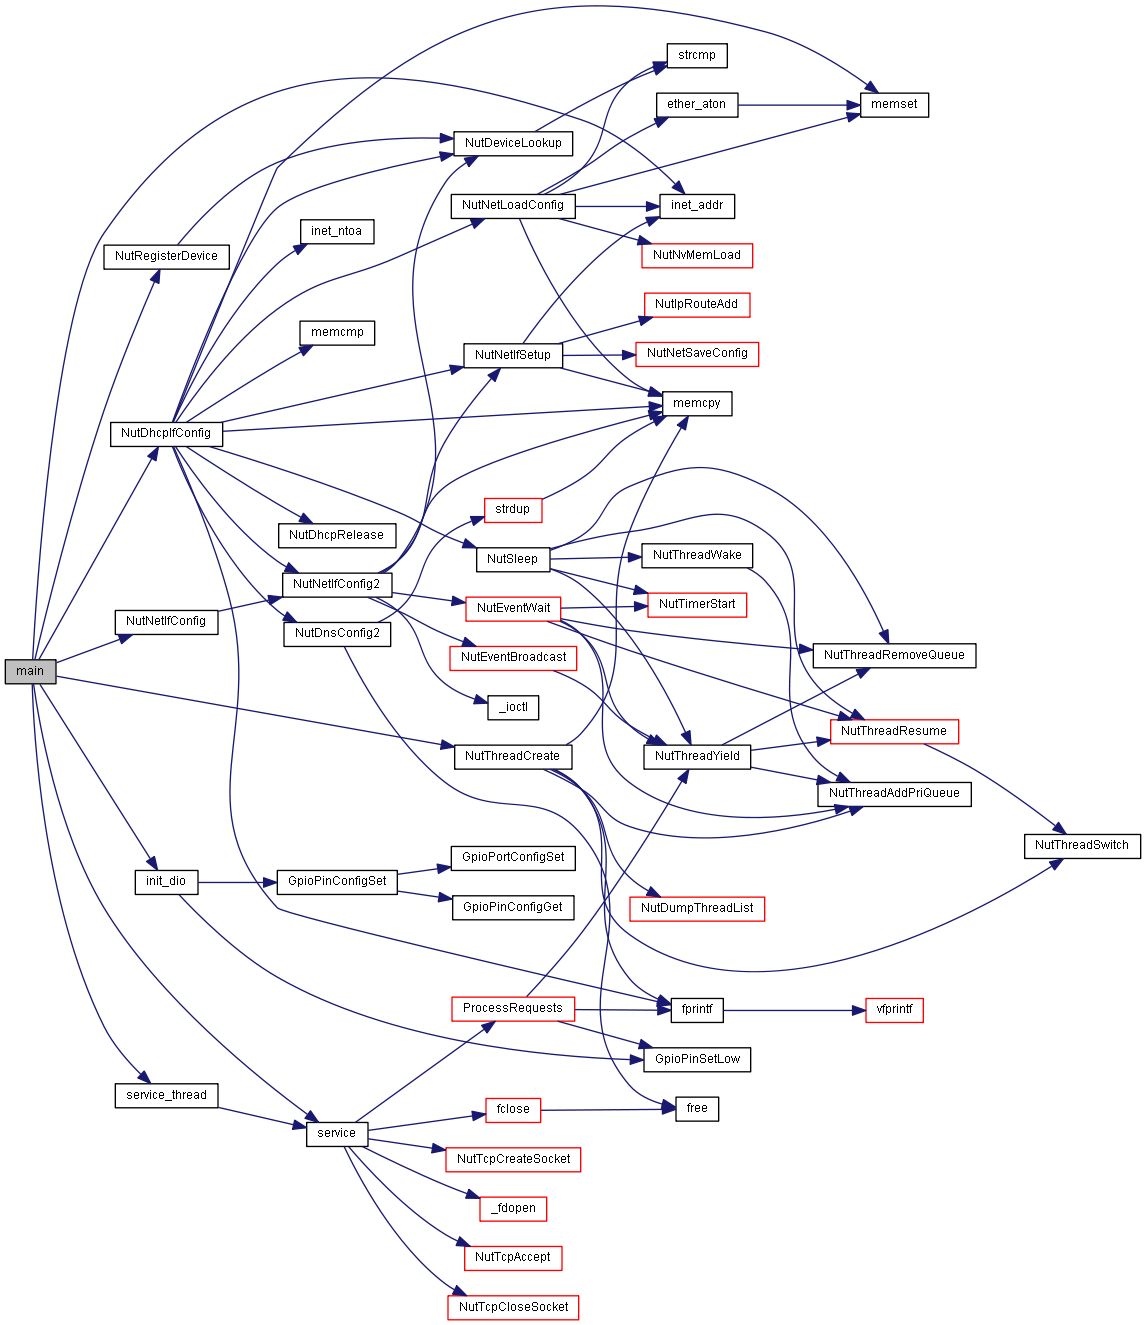 strcmp
ether_aton
memset
NutDeviceLookup
NutNetLoadConfig
inet_addr
inet_ntoa
NutRegisterDevice
NutNvMemLoad
NutIpRouteAdd
memcmp
NutNetIfSetup
NutNetSaveConfig
memcpy
NutDhcpIfConfig
strdup
NutDhcpRelease
NutSleep
NutThreadWake
NutNetIfConfig2
NutEventWait
NutTimerStart
NutNetIfConfig
NutDnsConfig2
NutEventBroadcast
NutThreadRemoveQueue
main
_ioctl
NutThreadResume
NutThreadCreate
NutThreadYield
NutThreadAddPriQueue
NutThreadSwitch
GpioPortConfigSet
init_dio
GpioPinConfigSet
GpioPinConfigGet
NutDumpThreadList
ProcessRequests
fprintf
vfprintf
GpioPinSetLow
service_thread
fclose
free
service
NutTcpCreateSocket
_fdopen
NutTcpAccept
NutTcpCloseSocket